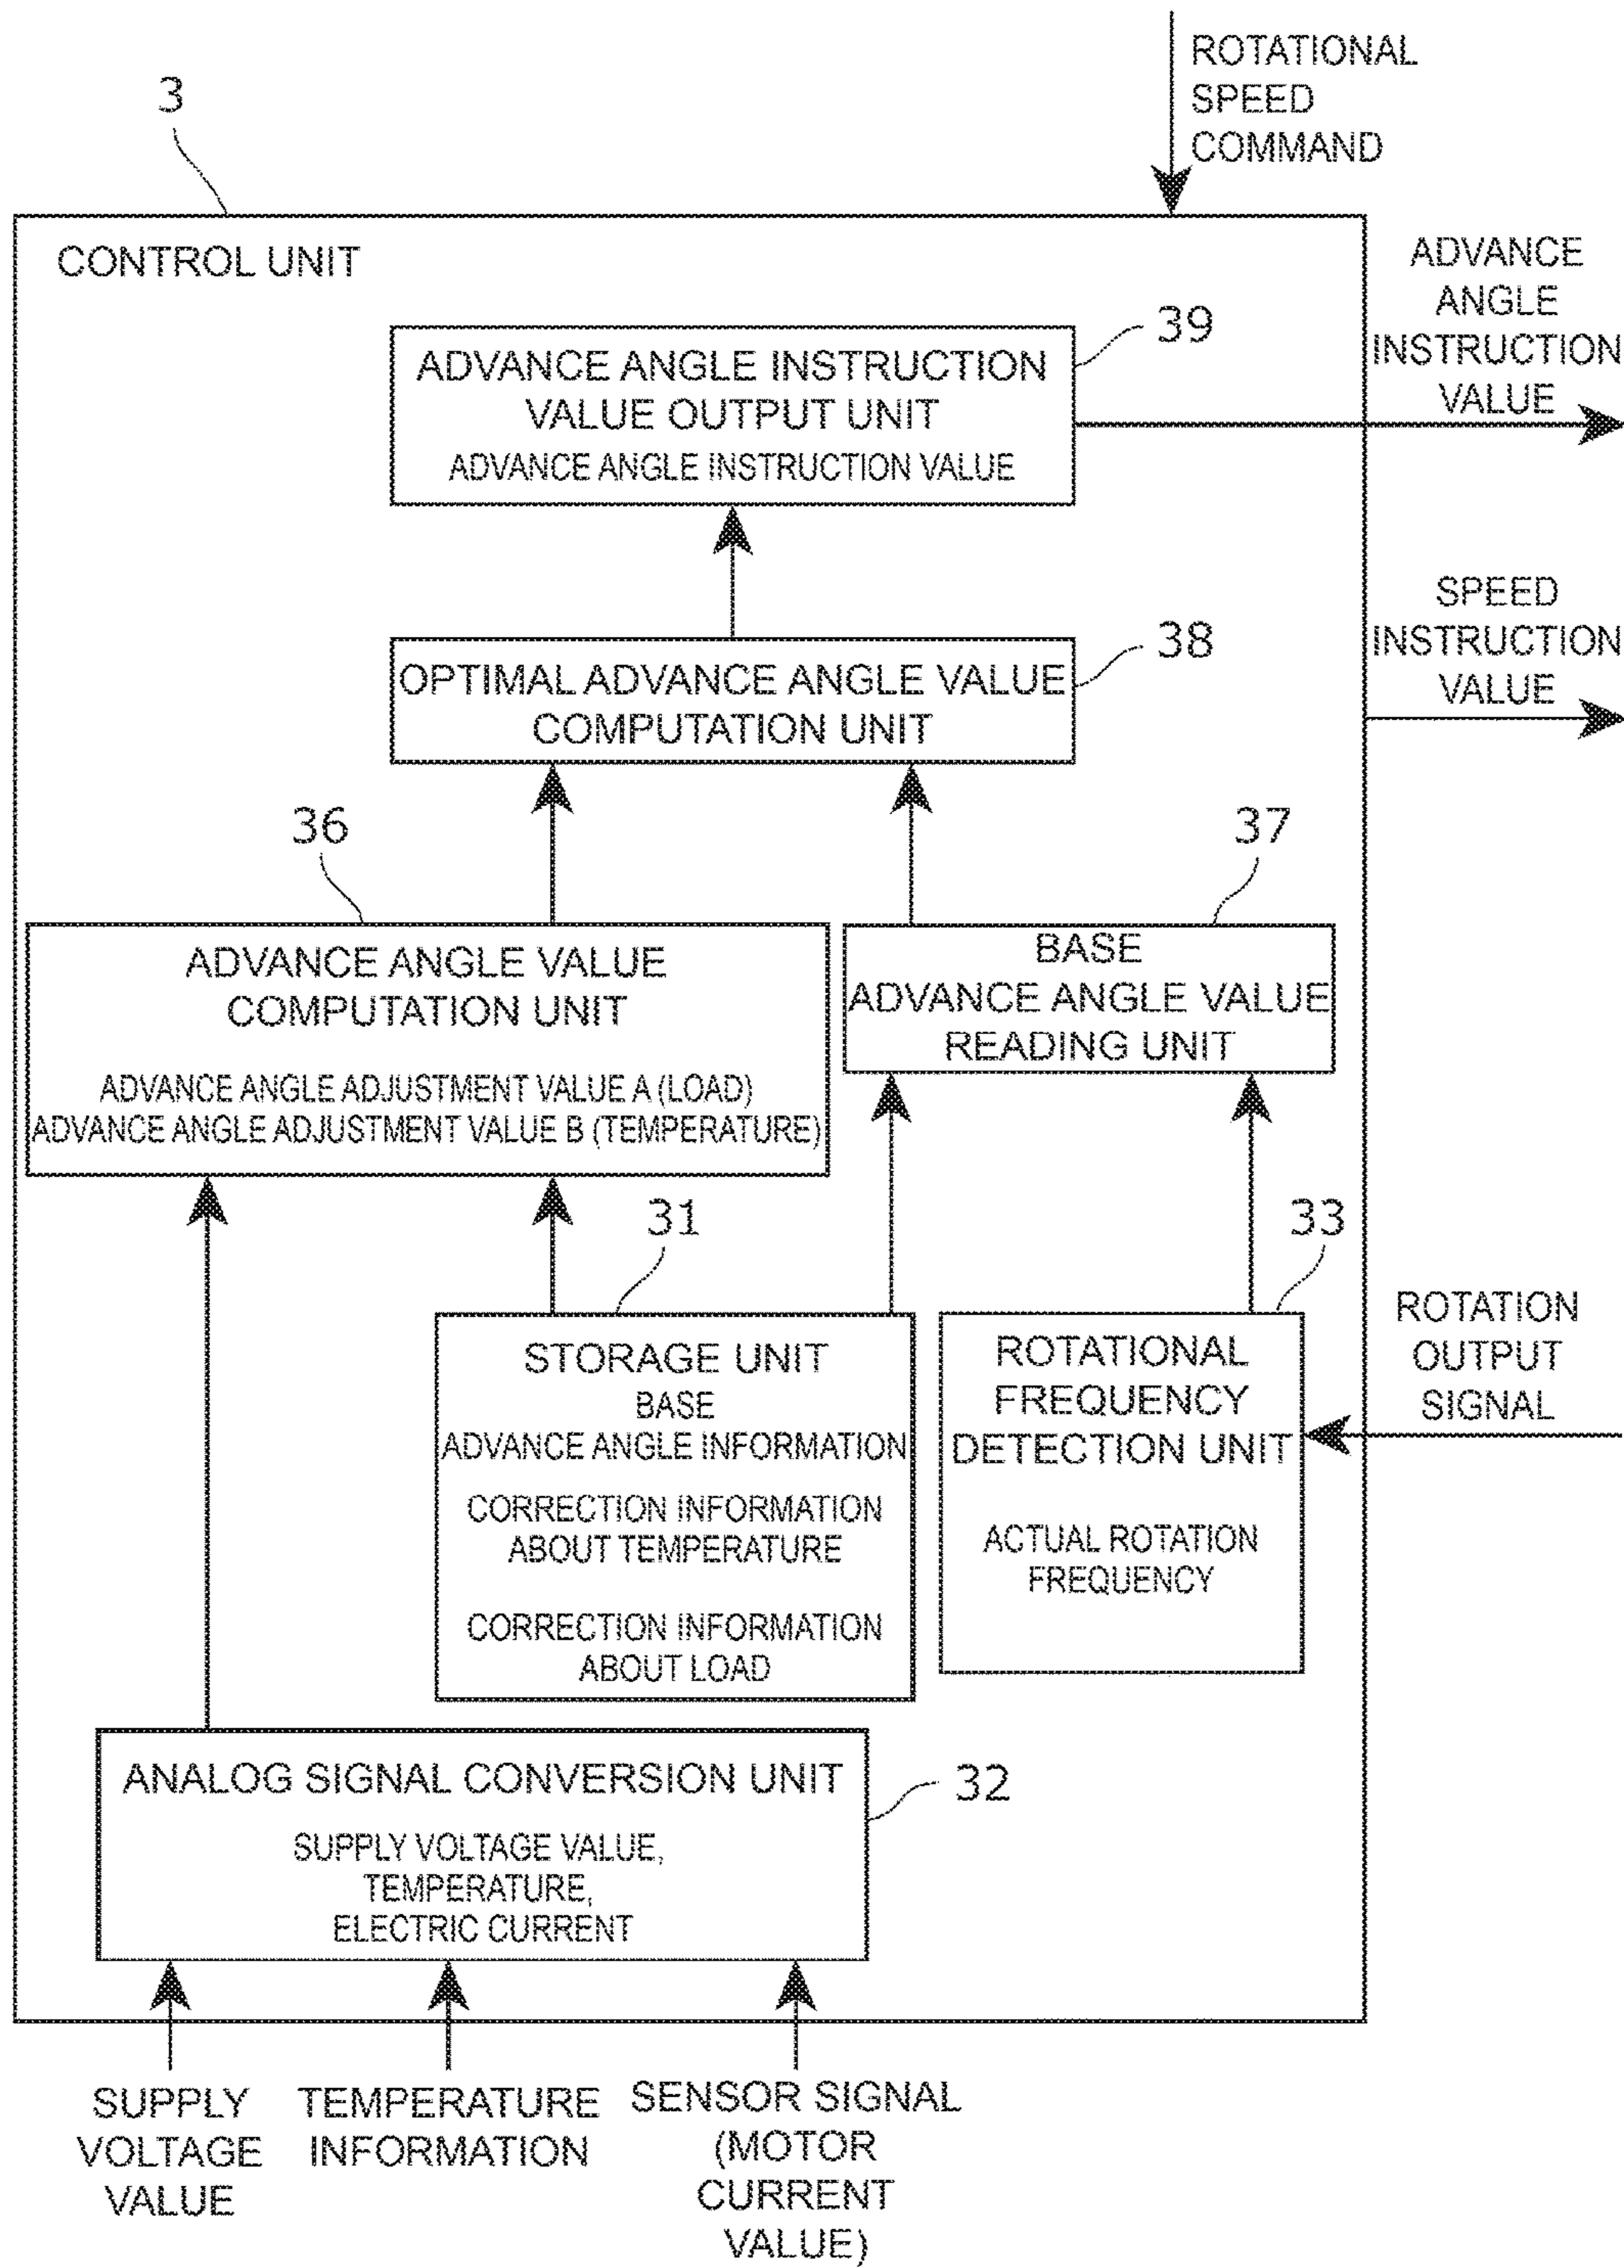 ROTATIONAL
SPEED
COMMAND
3
CONTROL UNIT
ADVANCE
ANGLE
INSTRUCTION
VALUE
39
ADVANCE ANGLE INSTRUCTION
VALUE OUTPUT UNIT
ADVANCE ANGLE INSTRUCTION VALUE
SPEED
INSTRUCTION
VALUE
38
OPTIMAL ADVANCE ANGLE VALUE
COMPUTATION UNIT
36
37
ADVANCE ANGLE VALUE
COMPUTATION UNIT
ADVANCE ANGLE ADJUSTMENT VALUE A (LOAD)
ADVANCE ANGLE ADJUSTMENT VALUE B (TEMPERATURE)
BASE
ADVANCE ANGLE VALUE
READING UNIT
31
33
STORAGE UNIT
BASE
ADVANCE ANGLE INFORMATION
CORRECTION INFORMATION
ABOUT TEMPERATURE
CORRECTION INFORMATION
ABOUT LOAD
ROTATIONAL
FREQUENCY
DETECTION UNIT
ACTUAL ROTATION
FREQUENCY
ROTATION
OUTPUT
SIGNAL
ANALOG SIGNAL CONVERSION UNIT
SUPPLY VOLTAGE VALUE,
TEMPERATURE,
ELECTRIC CURRENT
32
SUPPLY
VOLTAGE
VALUE
TEMPERATURE
INFORMATION
SENSOR SIGNAL
(MOTOR
CURRENT
VALUE)